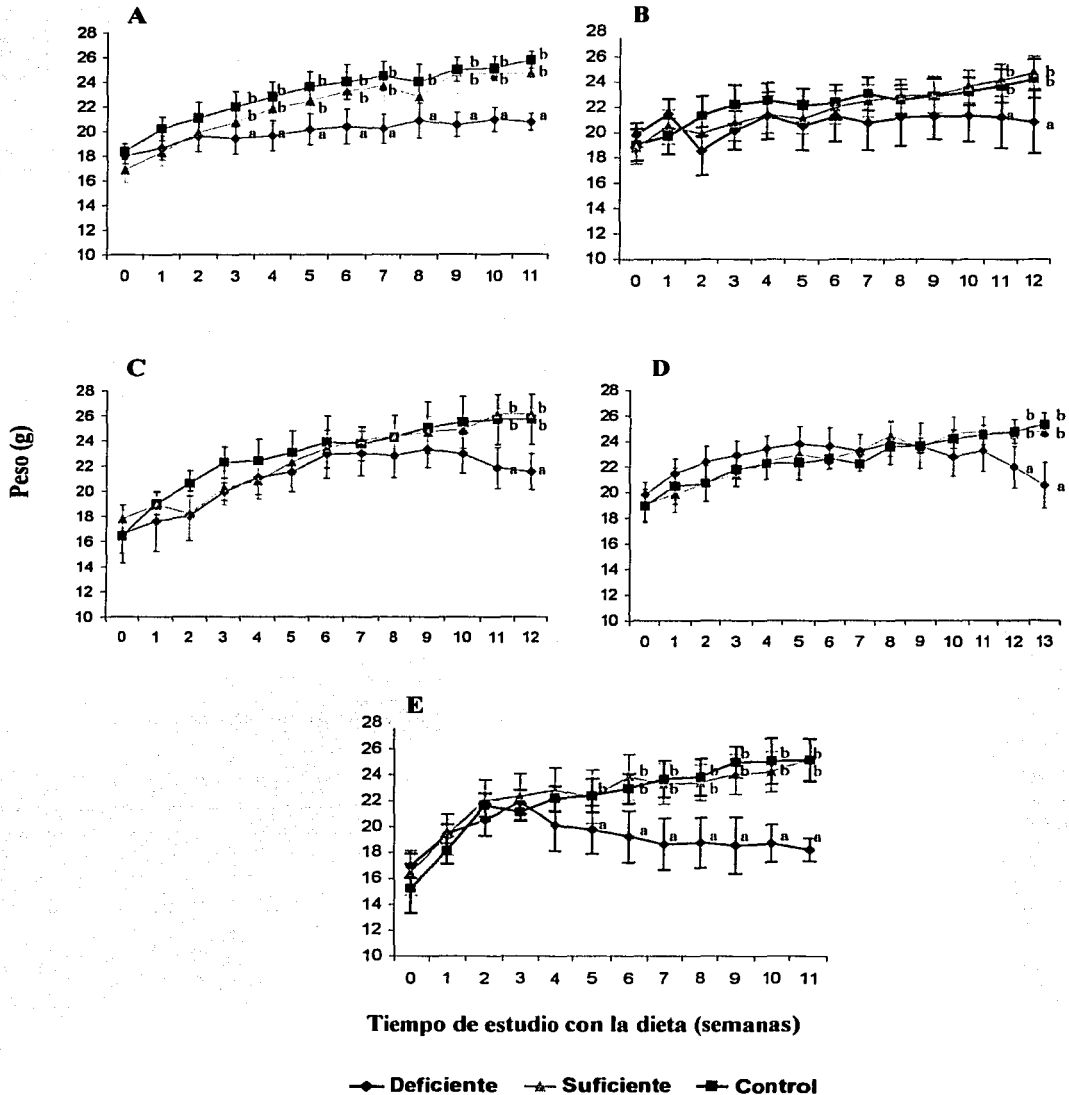 A
28
26
24
22
20
18
16
14
12
10
b b b b b b b b b
b b b b b b b b
a a a a a a a a a
0 1 2 3 4 5 6 7 8 9 10 11
B
28
26
24
22
20
18
16
14
12
10
b b
b b
a a
0 1 2 3 4 5 6 7 8 9 10 11 12
Peso (g)
C
28
26
24
22
20
18
16
14
12
10
b b
b b
a a
0 1 2 3 4 5 6 7 8 9 10 11 12
D
28
26
24
22
20
18
16
14
12
10
b b
b b
a a
0 1 2 3 4 5 6 7 8 9 10 11 12 13
E
28
26
24
22
20
18
16
14
12
10
b b b b b b
b b b b b b b
a a a a a a a
0 1 2 3 4 5 6 7 8 9 10 11
Tiempo de estudio con la dieta (semanas)
Deficiente Suficiente Control